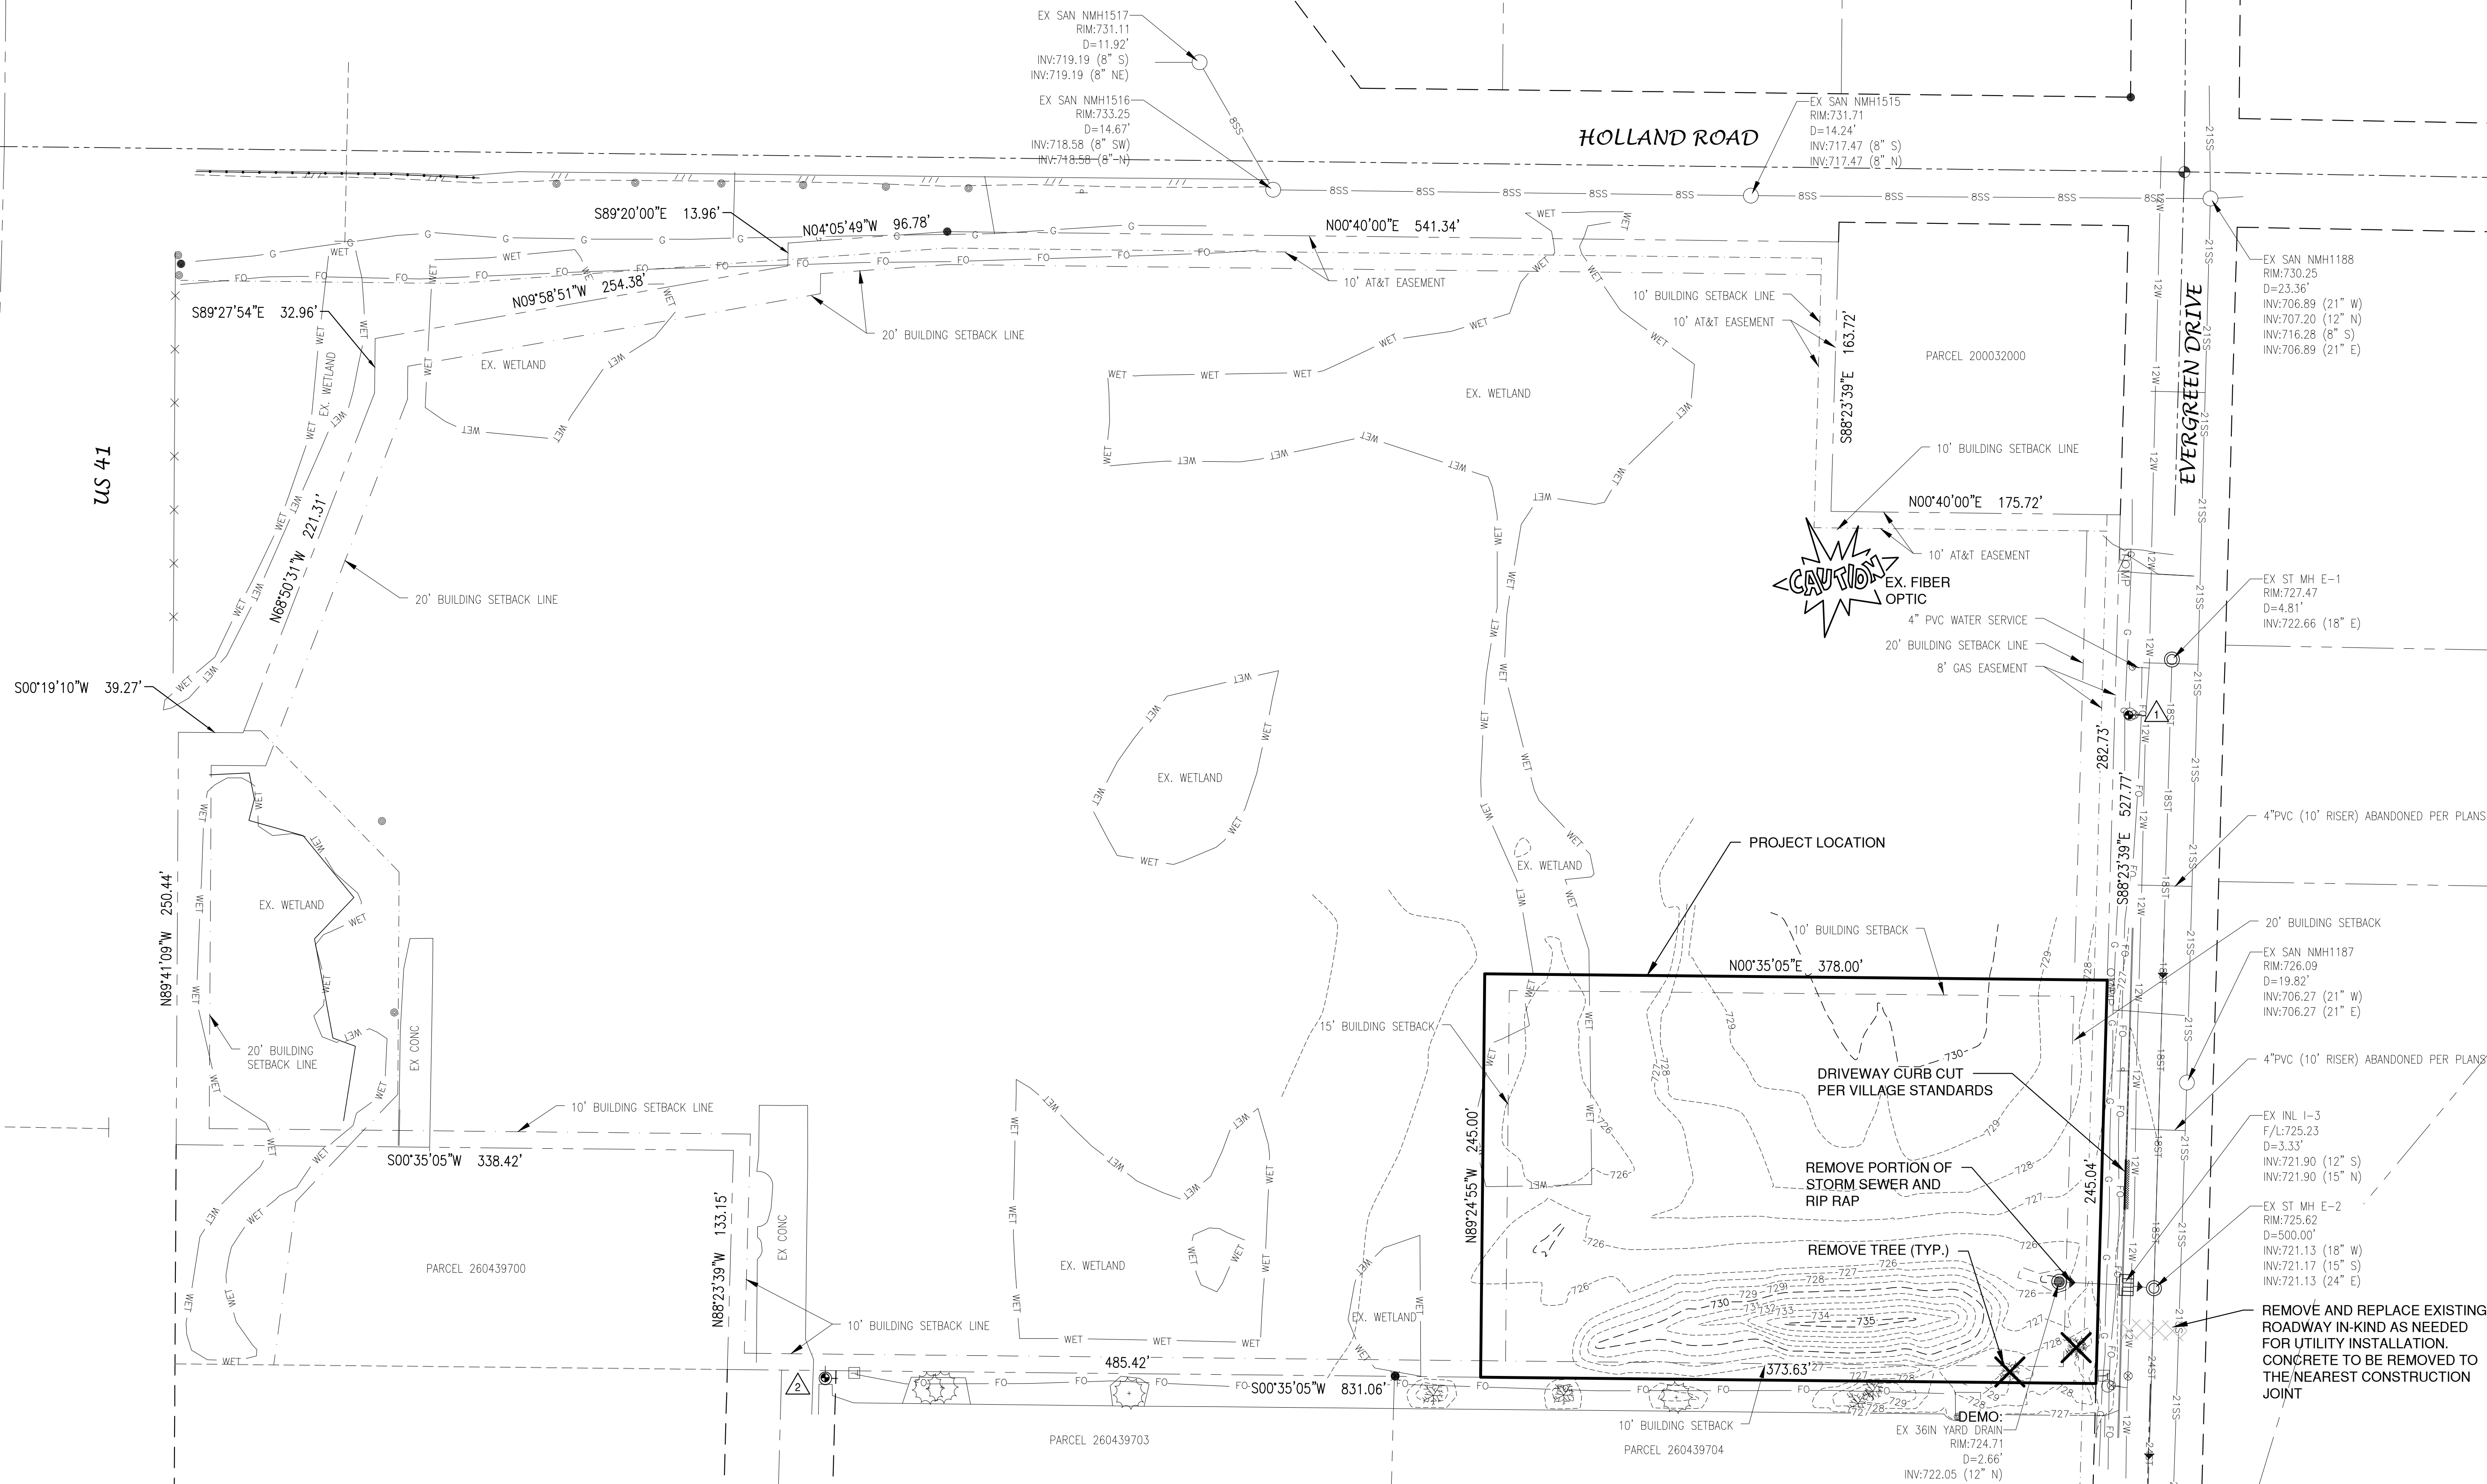 EX SAN NMH1517
RIM:731.11
D=11.92'
INV:719.19 (8" S)
INV:719.19 (8" NE)
EX SAN NMH1516
RIM:733.25
D=14.67'
INV:718.58 (8" SW)
INV:718.58 (8" N)
8SS
HOLLAND ROAD
EX SAN NMH1515
RIM:731.71
D=14.24'
INV:717.47 (8" S)
INV:717.47 (8" N)
8SS 8SS 8SS 8SS 8SS 8SS 8SS 8SS 8SS 8SS
S89°20'00"E 13.96'
N04°05'49"W 96.78'
N00°40'00"E 541.34'
S89°27'54"E 32.96'
N09°58'51"W 254.38'
10' AT&T EASEMENT
20' BUILDING SETBACK LINE
EX. WETLAND
EX. WETLAND
EX. WETLAND
10' BUILDING SETBACK LINE
10' AT&T EASEMENT
S88°23'39"E 163.72'
PARCEL 200032000
EVERGREEN DRIVE
EX SAN NMH1188
RIM:730.25
D=23.36'
INV:706.89 (21" W)
INV:707.20 (12" N)
INV:716.28 (8" S)
INV:706.89 (21" E)
US 41
N68°50'31"W 221.31'
20' BUILDING SETBACK LINE
10' BUILDING SETBACK LINE
N00°40'00"E 175.72'
10' AT&T EASEMENT
CAUTION
EX. FIBER
OPTIC
4" PVC WATER SERVICE
20' BUILDING SETBACK LINE
8' GAS EASEMENT
EX ST MH E-1
RIM:727.47
D=4.81'
INV:722.66 (18" E)
S00°19'10"W 39.27'
1
282.73'
S88°23'39"E 527.77'
EX. WETLAND
4"PVC (10' RISER) ABANDONED PER PLANS
PROJECT LOCATION
EX. WETLAND
N89°41'09"W 250.44'
EX. WETLAND
20' BUILDING
SETBACK LINE
EX CONC
10' BUILDING SETBACK
N00°35'05"E 378.00'
20' BUILDING SETBACK
EX SAN NMH1187
RIM:726.09
D=19.82'
INV:706.27 (21" W)
INV:706.27 (21" E)
15' BUILDING SETBACK
4"PVC (10' RISER) ABANDONED PER PLANS
DRIVEWAY CURB CUT
PER VILLAGE STANDARDS
10' BUILDING SETBACK LINE
S00°35'05"W 338.42'
N88°23'39"W 133.15'
EX CONC
N89°24'55"W 245.00'
245.04'
EX INL I-3
F/L:725.23
D=3.33'
INV:721.90 (12" S)
INV:721.90 (15" N)
REMOVE PORTION OF
STORM SEWER AND
RIP RAP
EX ST MH E-2
RIM:725.62
D=500.00'
INV:721.13 (18" W)
INV:721.17 (15" S)
INV:721.13 (24" E)
REMOVE TREE (TYP.)
PARCEL 260439700
EX. WETLAND
EX. WETLAND
10' BUILDING SETBACK LINE
REMOVE AND REPLACE EXISTING
ROADWAY IN-KIND AS NEEDED
FOR UTILITY INSTALLATION.
CONCRETE TO BE REMOVED TO
THE NEAREST CONSTRUCTION
JOINT
485.42'
373.63'
2
S00°35'05"W 831.06'
10' BUILDING SETBACK
PARCEL 260439703
PARCEL 260439704
DEMO:
EX 36IN YARD DRAIN
RIM:724.71
D=2.66'
INV:722.05 (12" N)